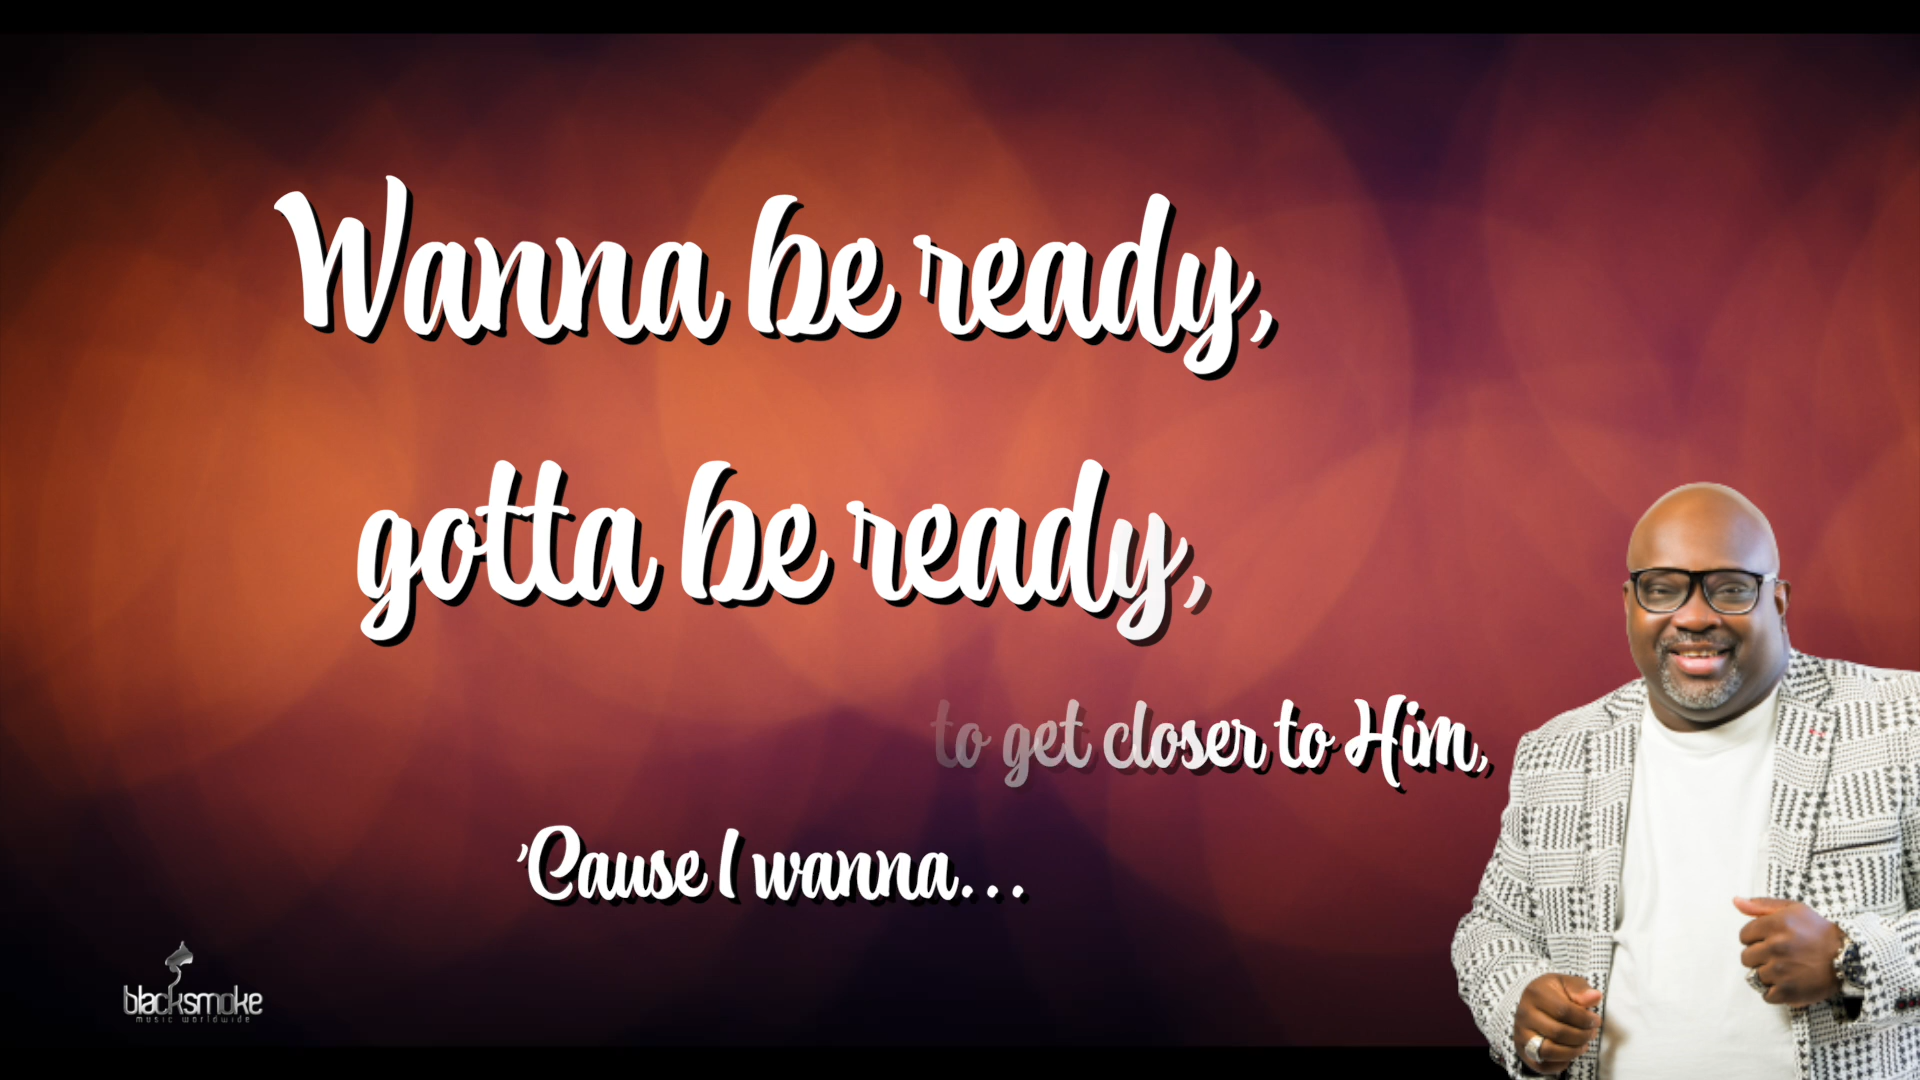 Wanna be ready,
gotta be ready,
to get closer to Him,
'Cause I wanna...
blacksmoke
music worldwide